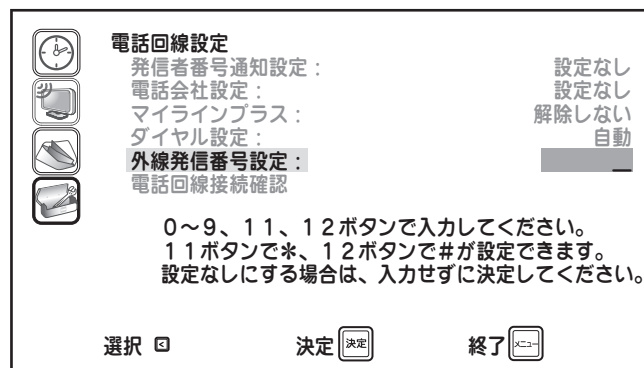 電話回線設定
発信者番号通知設定: 設定なし
電話会社設定: 設定なし
マイラインプラス: 解除しない
ダイヤル設定: 自動
外線発信番号設定: _
電話回線接続確認
0〜9、11、12ボタンで入力してください。
11ボタンで*、12ボタンで#が設定できます。
設定なしにする場合は、入力せずに決定してください。
選択 決定 決定 終了 メニュー